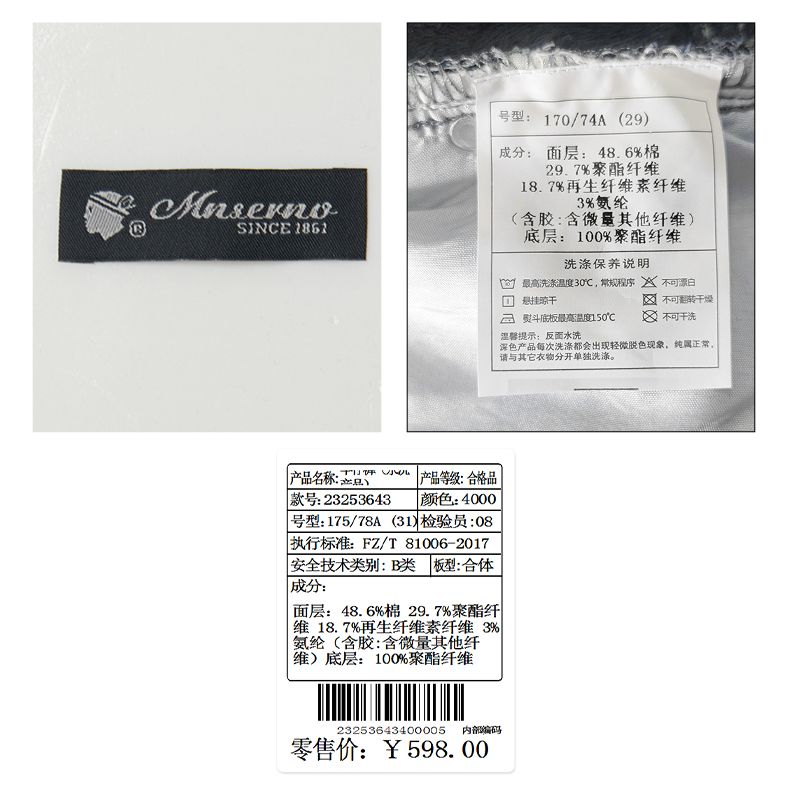 Mnserno
®
SINCE 1861
号型: 170/74A (29)
成分: 面层: 48.6%棉
29.7%聚酯纤维
18.7%再生纤维素纤维
3%氨纶
(含胶:含微量其他纤维)
底层: 100%聚酯纤维
洗涤保养说明
最高洗涤温度30℃, 常规程序 不可漂白
悬挂晾干 不可翻转干燥
熨斗底板最高温度150℃ 不可干洗
温馨提示: 反面水洗
深色产品每次洗涤都会出现轻微脱色现象, 纯属正常,
请与其它衣物分开单独洗涤.
产品名称: 产品等级: 合格品
款号: 23253643 颜色: 4000
号型: 175/78A (31) 检验员: 08
执行标准: FZ/T 81006-2017
安全技术类别: B类 板型: 合体
成分:
面层: 48.6%棉 29.7%聚酯纤
维 18.7%再生纤维素纤维 3%
氨纶 (含胶:含微量其他纤
维) 底层: 100%聚酯纤维
23253643400005 内部编码
零售价: ¥598.00